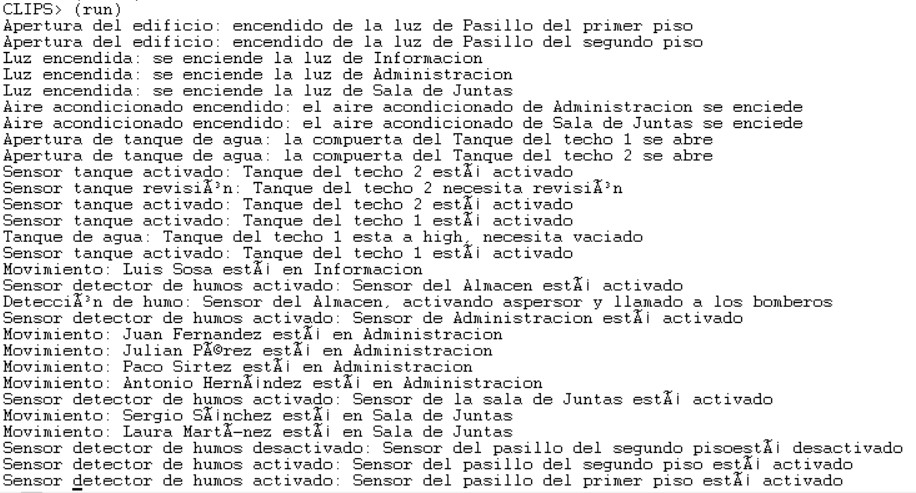 CLIPS> (run)
Apertura del edificio: encendido de la luz de Pasillo del primer piso
Apertura del edificio: encendido de la luz de Pasillo del segundo piso
Luz encendida: se enciende la luz de Informacion
Luz encendida: se enciende la luz de Administracion
Luz encendida: se enciende la luz de Sala de Juntas
Aire acondicionado encendido: el aire acondicionado de Administracion se enciede
Aire acondicionado encendido: el aire acondicionado de Sala de Juntas se enciede
Apertura de tanque de agua: la compuerta del Tanque del techo 1 se abre
Apertura de tanque de agua: la compuerta del Tanque del techo 2 se abre
Sensor tanque activado: Tanque del techo 2 estÃ¡ activado
Sensor tanque revisiÃ³n: Tanque del techo 2 necesita revisiÃ³n
Sensor tanque activado: Tanque del techo 2 estÃ¡ activado
Sensor tanque activado: Tanque del techo 1 estÃ¡ activado
Tanque de agua: Tanque del techo 1 esta a high, necesita vaciado
Sensor tanque activado: Tanque del techo 1 estÃ¡ activado
Movimiento: Luis Sosa estÃ¡ en Informacion
Sensor detector de humos activado: Sensor del Almacen estÃ¡ activado
DetecciÃ³n de humo: Sensor del Almacen, activando aspersor y llamado a los bomberos
Sensor detector de humos activado: Sensor de Administracion estÃ¡ activado
Movimiento: Juan Fernandez estÃ¡ en Administracion
Movimiento: Julian PÃ©rez estÃ¡ en Administracion
Movimiento: Paco Sirtez estÃ¡ en Administracion
Movimiento: Antonio HernÃ¡ndez estÃ¡ en Administracion
Sensor detector de humos activado: Sensor de la sala de Juntas estÃ¡ activado
Movimiento: Sergio SÃ¡nchez estÃ¡ en Sala de Juntas
Movimiento: Laura MartÃ-nez estÃ¡ en Sala de Juntas
Sensor detector de humos desactivado: Sensor del pasillo del segundo pisoestÃ¡ desactivado
Sensor detector de humos activado: Sensor del pasillo del segundo piso estÃ¡ activado
Sensor detector de humos activado: Sensor del pasillo del primer piso estÃ¡ activado